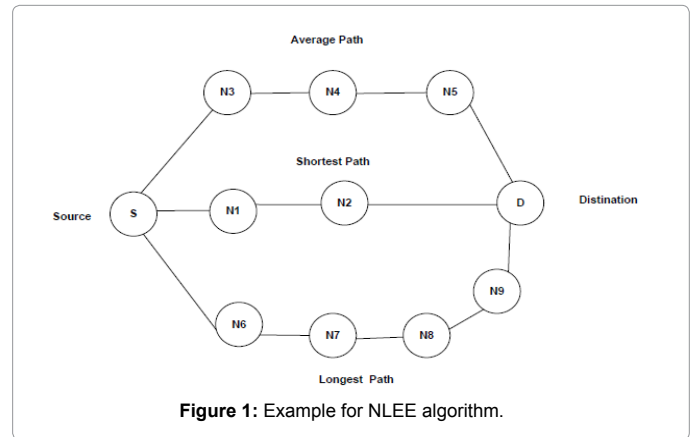 Average Path
N3
N4
N5
Shortest Path
Source
S
N1
N2
D
Distination
N9
N6
N7
N8
Longest Path
Figure 1: Example for NLEE algorithm.